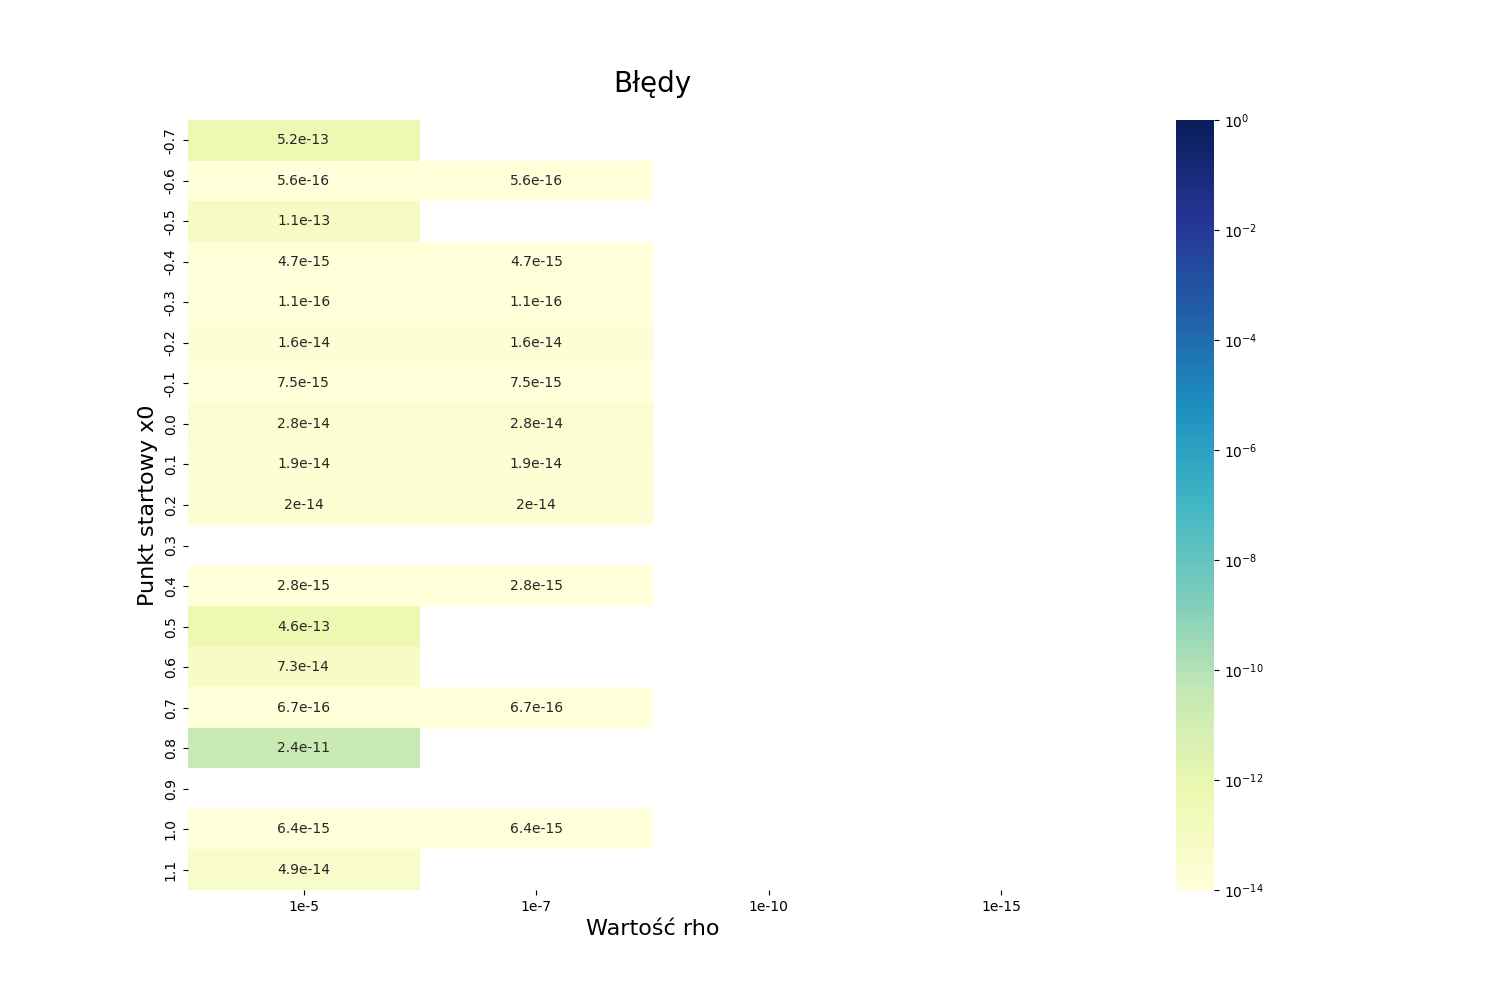 Błędy
Punkt startowy x0
-0.7 5.2e-13
-0.6 5.6e-16 5.6e-16
-0.5 1.1e-13
-0.4 4.7e-15 4.7e-15
-0.3 1.1e-16 1.1e-16
-0.2 1.6e-14 1.6e-14
-0.1 7.5e-15 7.5e-15
0.0 2.8e-14 2.8e-14
0.1 1.9e-14 1.9e-14
0.2 2e-14 2e-14
0.3
0.4 2.8e-15 2.8e-15
0.5 4.6e-13
0.6 7.3e-14
0.7 6.7e-16 6.7e-16
0.8 2.4e-11
0.9
1.0 6.4e-15 6.4e-15
1.1 4.9e-14
1e-5 1e-7 1e-10 1e-15
Wartość rho
10⁰
10⁻²
10⁻⁴
10⁻⁶
10⁻⁸
10⁻¹⁰
10⁻¹²
10⁻¹⁴